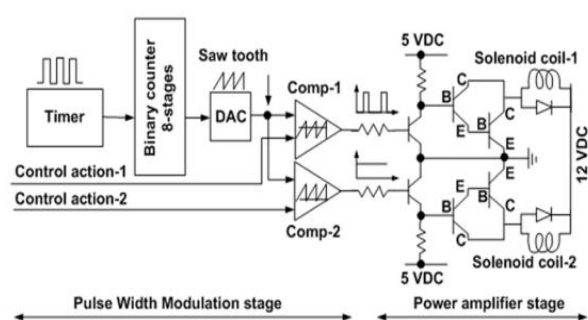 5 VDC
Solenoid coil-1
Saw tooth
Comp-1
C
C
B
E
B
E
Timer
Binary counter
8-stages
DAC
12 VDC
Control action-1
Control action-2
E
E
B
B
C
C
Comp-2
5 VDC
Solenoid coil-2
Pulse Width Modulation stage
Power amplifier stage